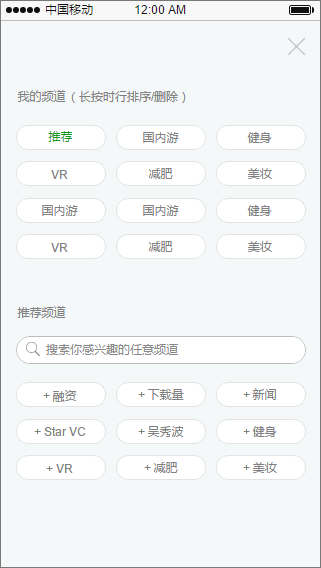 中国移动 12:00 AM
我的频道（长按时行排序/删除）
推荐 国内游 健身
VR 减肥 美妆
国内游 国内游 健身
VR 减肥 美妆
推荐频道
搜索你感兴趣的任意频道
+ 融资 + 下载量 + 新闻
+ Star VC + 吴秀波 + 健身
+ VR + 减肥 + 美妆